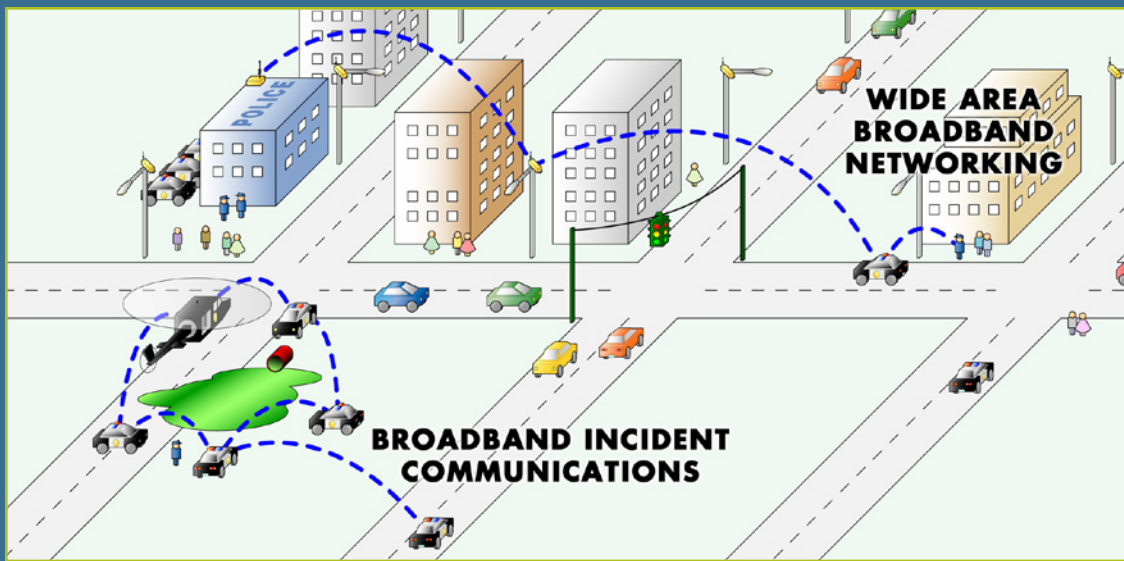 POLICE
WIDE AREA
BROADBAND
NETWORKING
BROADBAND INCIDENT
COMMUNICATIONS